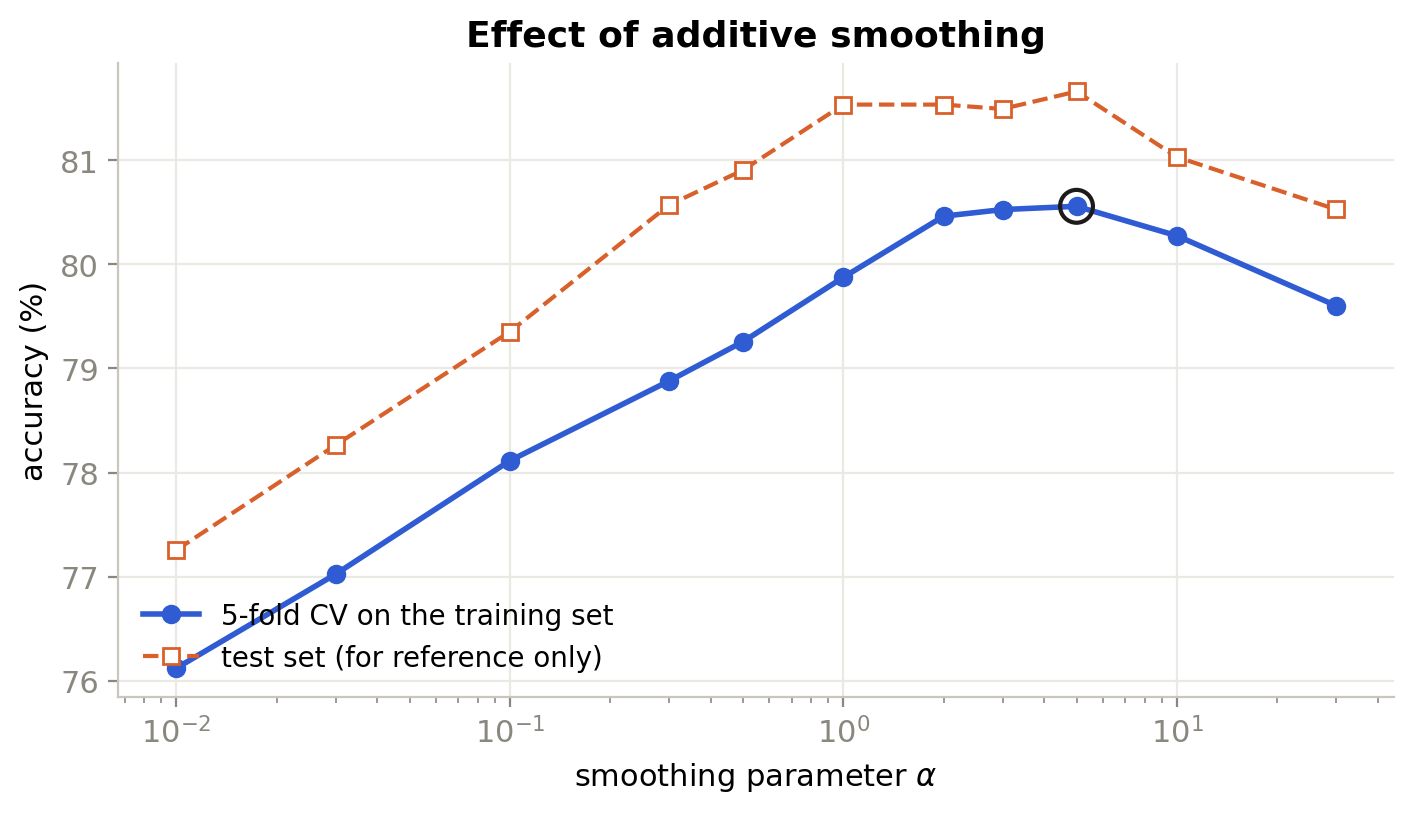 Effect of additive smoothing
accuracy (%)
81
80
79
78
77
76
5-fold CV on the training set
test set (for reference only)
10⁻² 10⁻¹ 10⁰ 10¹
smoothing parameter α